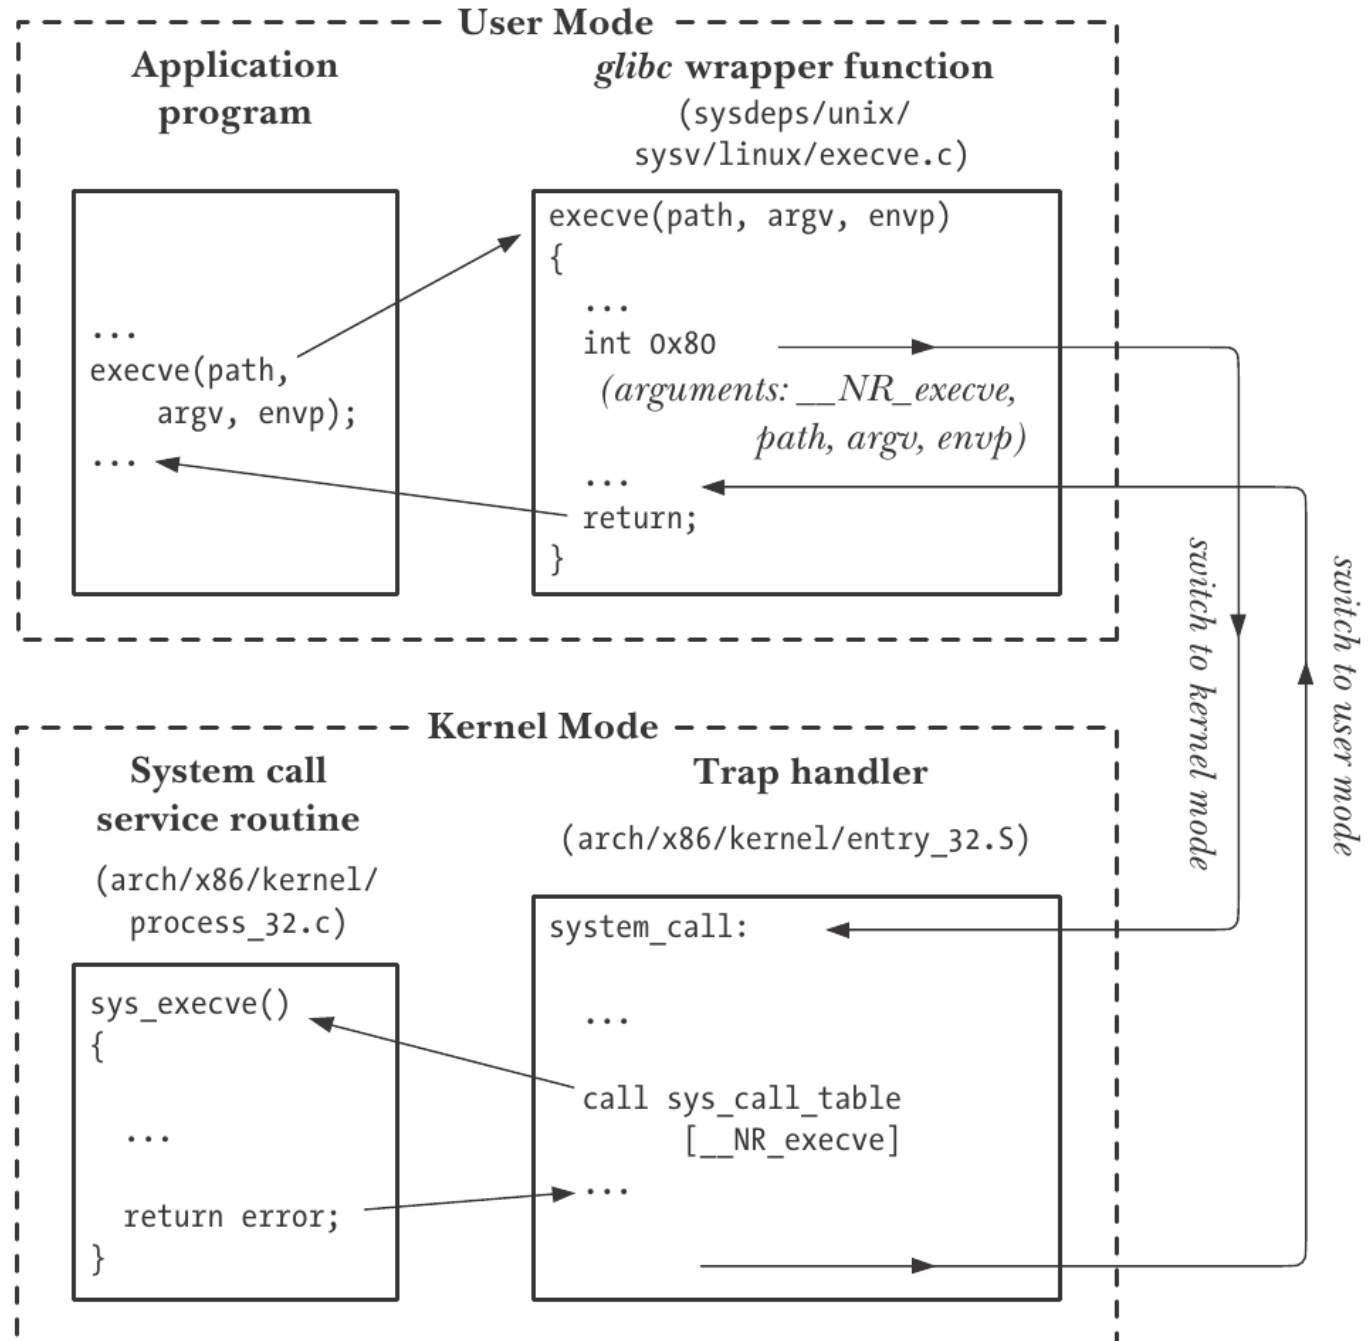 User Mode
Application
program
glibc wrapper function
(sysdeps/unix/
sysv/linux/execve.c)
...
execve(path,
argv, envp);
...
execve(path, argv, envp)
{
...
int 0x80
(arguments: __NR_execve,
path, argv, envp)
...
return;
}
switch to kernel mode
switch to user mode
Kernel Mode
System call
service routine
(arch/x86/kernel/
process_32.c)
Trap handler
(arch/x86/kernel/entry_32.S)
sys_execve()
{
...
return error;
}
system_call:
...
call sys_call_table
[__NR_execve]
...